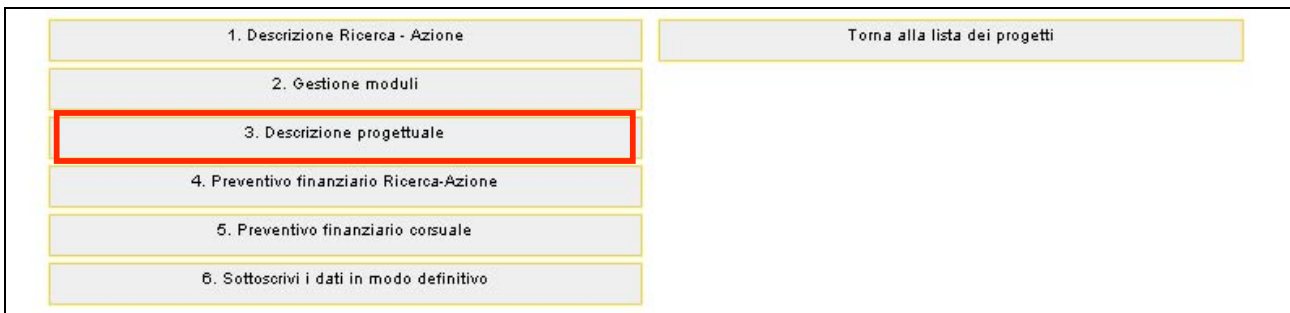 1. Descrizione Ricerca - Azione
Torna alla lista dei progetti
2. Gestione moduli
3. Descrizione progettuale
4. Preventivo finanziario Ricerca-Azione
5. Preventivo finanziario corsuale
6. Sottoscrivi i dati in modo definitivo